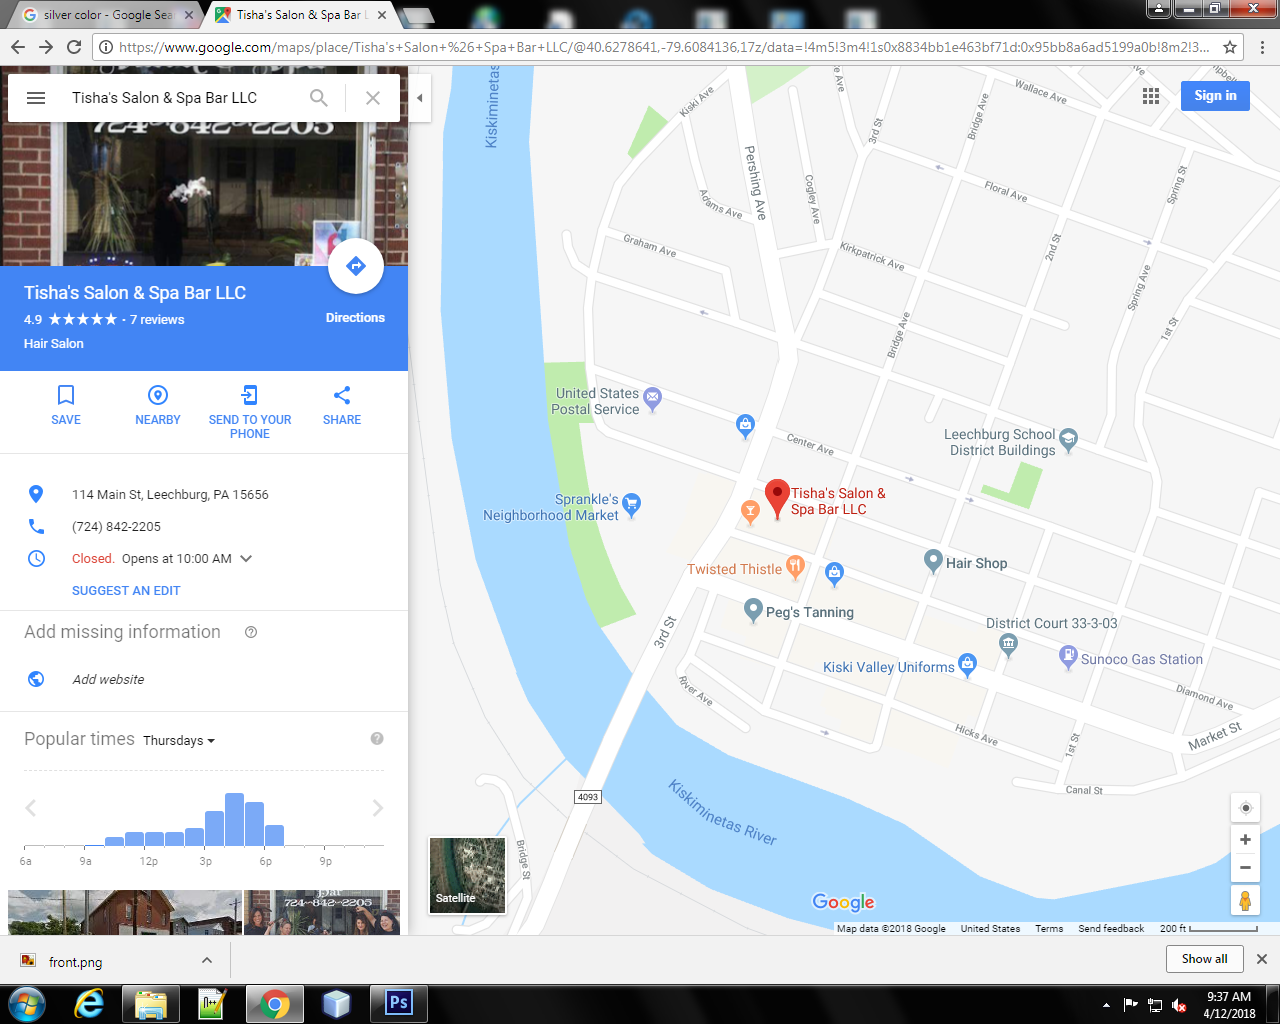 silver color - Google Sea
Tisha's Salon & Spa Bar L
https://www.google.com/maps/place/Tisha's+Salon+%26+Spa+Bar+LLC/@40.6278641,-79.6084136,17z/data=!4m5!3m4!1s0x8834bb1e463bf71d:0x95bb8a6ad5199a0b!8m2!3...
Tisha's Salon & Spa Bar LLC
724-842-2205
Tisha's Salon & Spa Bar LLC
4.9 ★★★★★ · 7 reviews
Hair Salon
Directions
SAVE
NEARBY
SEND TO YOUR
PHONE
SHARE
114 Main St, Leechburg, PA 15656
(724) 842-2205
Closed. Opens at 10:00 AM
SUGGEST AN EDIT
Add missing information
Add website
Popular times Thursdays
6a 9a 12p 3p 6p 9p
Bar
724-842-2205
Sign in
Kiskiminetas
Kiski Ave
Wallace Ave
Bridge Ave
3rd St
Pershing Ave
Cogley Ave
Adams Ave
Floral Ave
Spring St
Graham Ave
Kirkpatrick Ave
2nd St
Spring Ave
1st St
Bridge Ave
United States
Postal Service
Center Ave
Leechburg School
District Buildings
Sprankle's
Neighborhood Market
Tisha's Salon &
Spa Bar LLC
Twisted Thistle
Hair Shop
Peg's Tanning
District Court 33-3-03
3rd St
Kiski Valley Uniforms
Sunoco Gas Station
River Ave
Diamond Ave
Hicks Ave
Market St
1st St
Canal St
4093
Kiskiminetas River
Bridge St
Satellite
Google
Map data ©2018 Google United States Terms Send feedback 200 ft
front.png
Show all
Ps
9:37 AM
4/12/2018